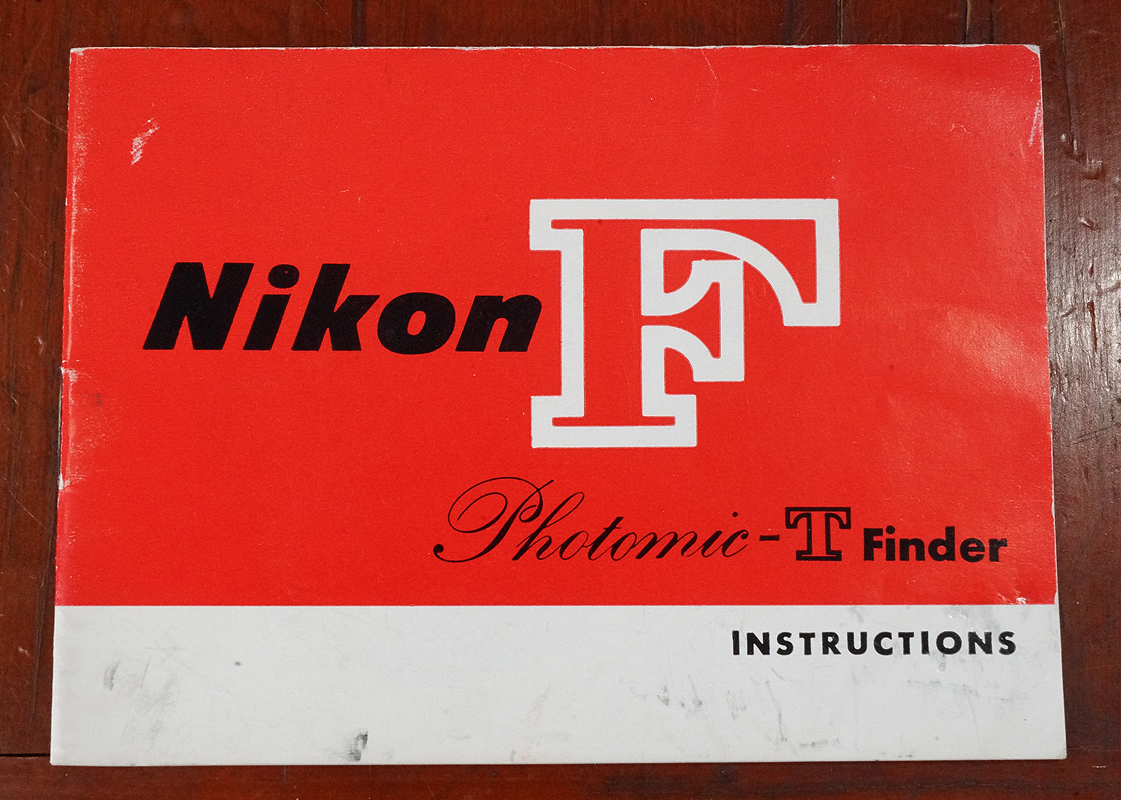 Nikon F
Photomic-T Finder
INSTRUCTIONS